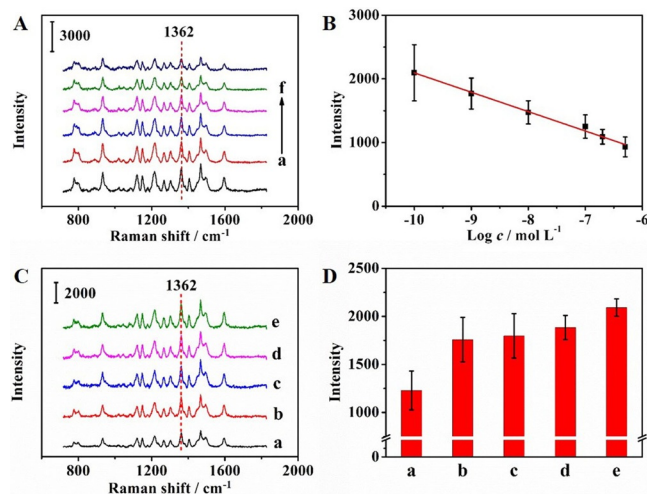 A
3000
1362
f
a
Intensity
800
1200
1600
2000
Raman shift / cm-1
B
3000
2000
1000
0
Intensity
-10
-9
-8
-7
-6
Log c / mol L-1
C
2000
1362
e
d
c
b
a
Intensity
800
1200
1600
2000
Raman shift / cm-1
D
2500
2250
2000
1500
1000
0
Intensity
a
b
c
d
e